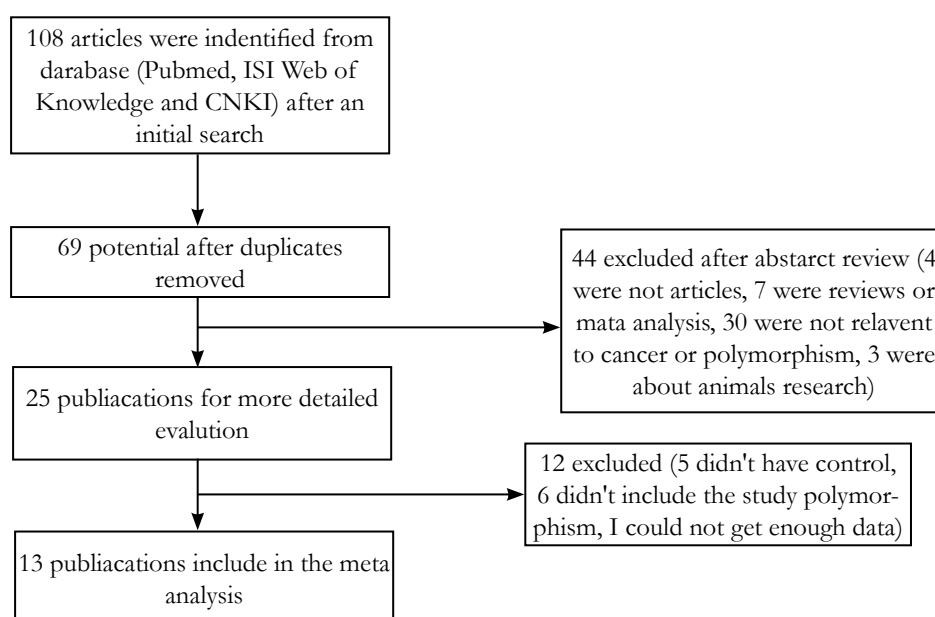 108 articles were indentified from
darabase (Pubmed, ISI Web of
Knowledge and CNKI) after an
initial search
69 potential after duplicates
removed
44 excluded after abstarct review (4
were not articles, 7 were reviews or
mata analysis, 30 were not relavent
to cancer or polymorphism, 3 were
about animals research)
25 publiacations for more detailed
evalution
12 excluded (5 didn't have control,
6 didn't include the study polymor-
phism, I could not get enough data)
13 publiacations include in the meta
analysis